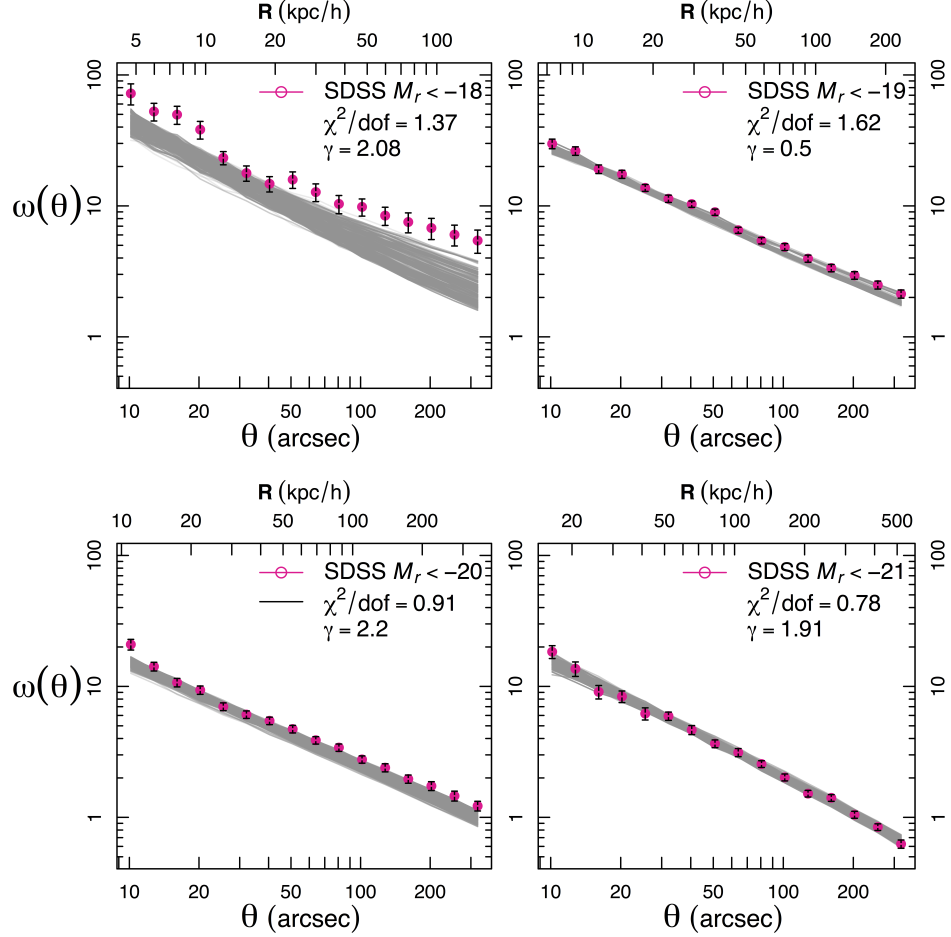 R (kpc/h)
5 10 20 50 100
100
10
1
ω(θ)
SDSS Mr < −18
χ²/dof = 1.37
γ = 2.08
10 20 50 100 200
θ (arcsec)
R (kpc/h)
10 20 50 100 200
SDSS Mr < −19
χ²/dof = 1.62
γ = 0.5
100
10
1
10 20 50 100 200
θ (arcsec)
R (kpc/h)
10 20 50 100 200
100
10
1
ω(θ)
SDSS Mr < −20
χ²/dof = 0.91
γ = 2.2
10 20 50 100 200
θ (arcsec)
R (kpc/h)
20 50 100 200 500
SDSS Mr < −21
χ²/dof = 0.78
γ = 1.91
100
10
1
10 20 50 100 200
θ (arcsec)